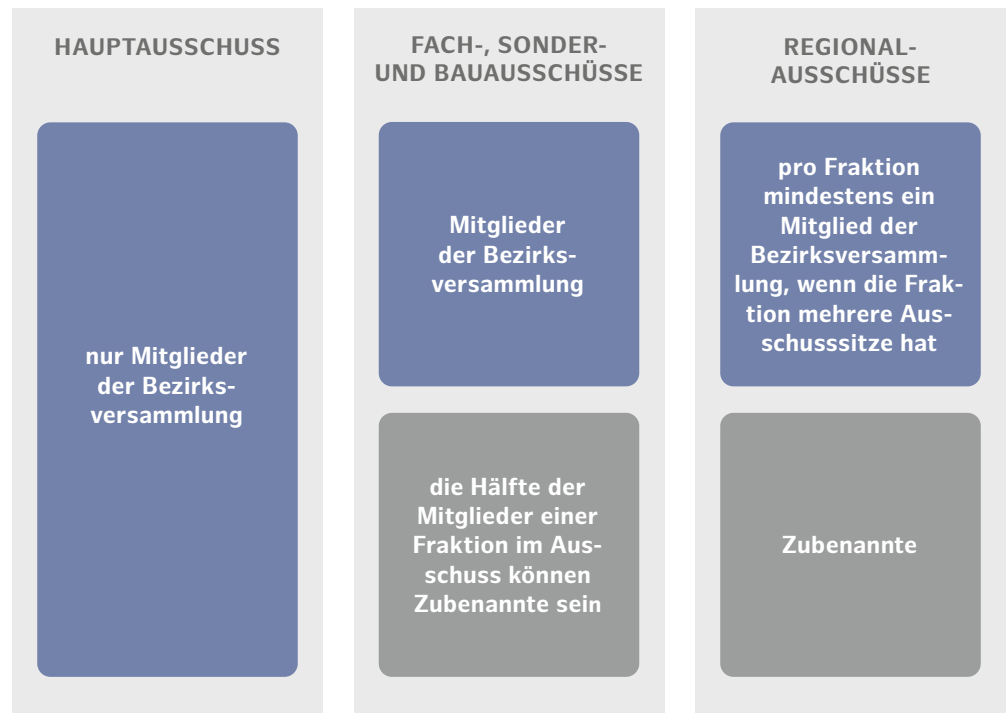 HAUPTAUSSCHUSS
nur Mitglieder
der Bezirks-
versammlung
FACH-, SONDER-
UND BAUAUSSCHÜSSE
Mitglieder
der Bezirks-
versammlung
die Hälfte der
Mitglieder einer
Fraktion im Aus-
schuss können
Zubenannte sein
REGIONAL-
AUSSCHÜSSE
pro Fraktion
mindestens ein
Mitglied der
Bezirksversamm-
lung, wenn die Frak-
tion mehrere Aus-
schusssitze hat
Zubenannte